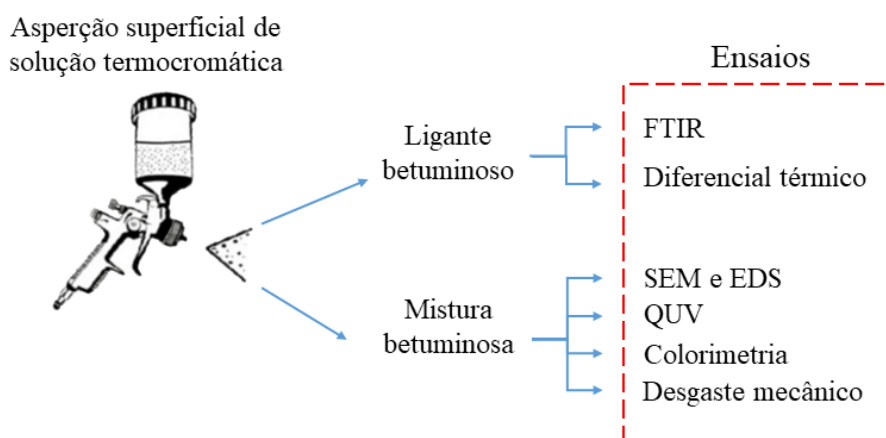 Asperção superficial de
solução termocromática
Ensaios
Ligante
betuminoso
FTIR
Diferencial térmico
Mistura
betuminosa
SEM e EDS
QUV
Colorimetria
Desgaste mecânico